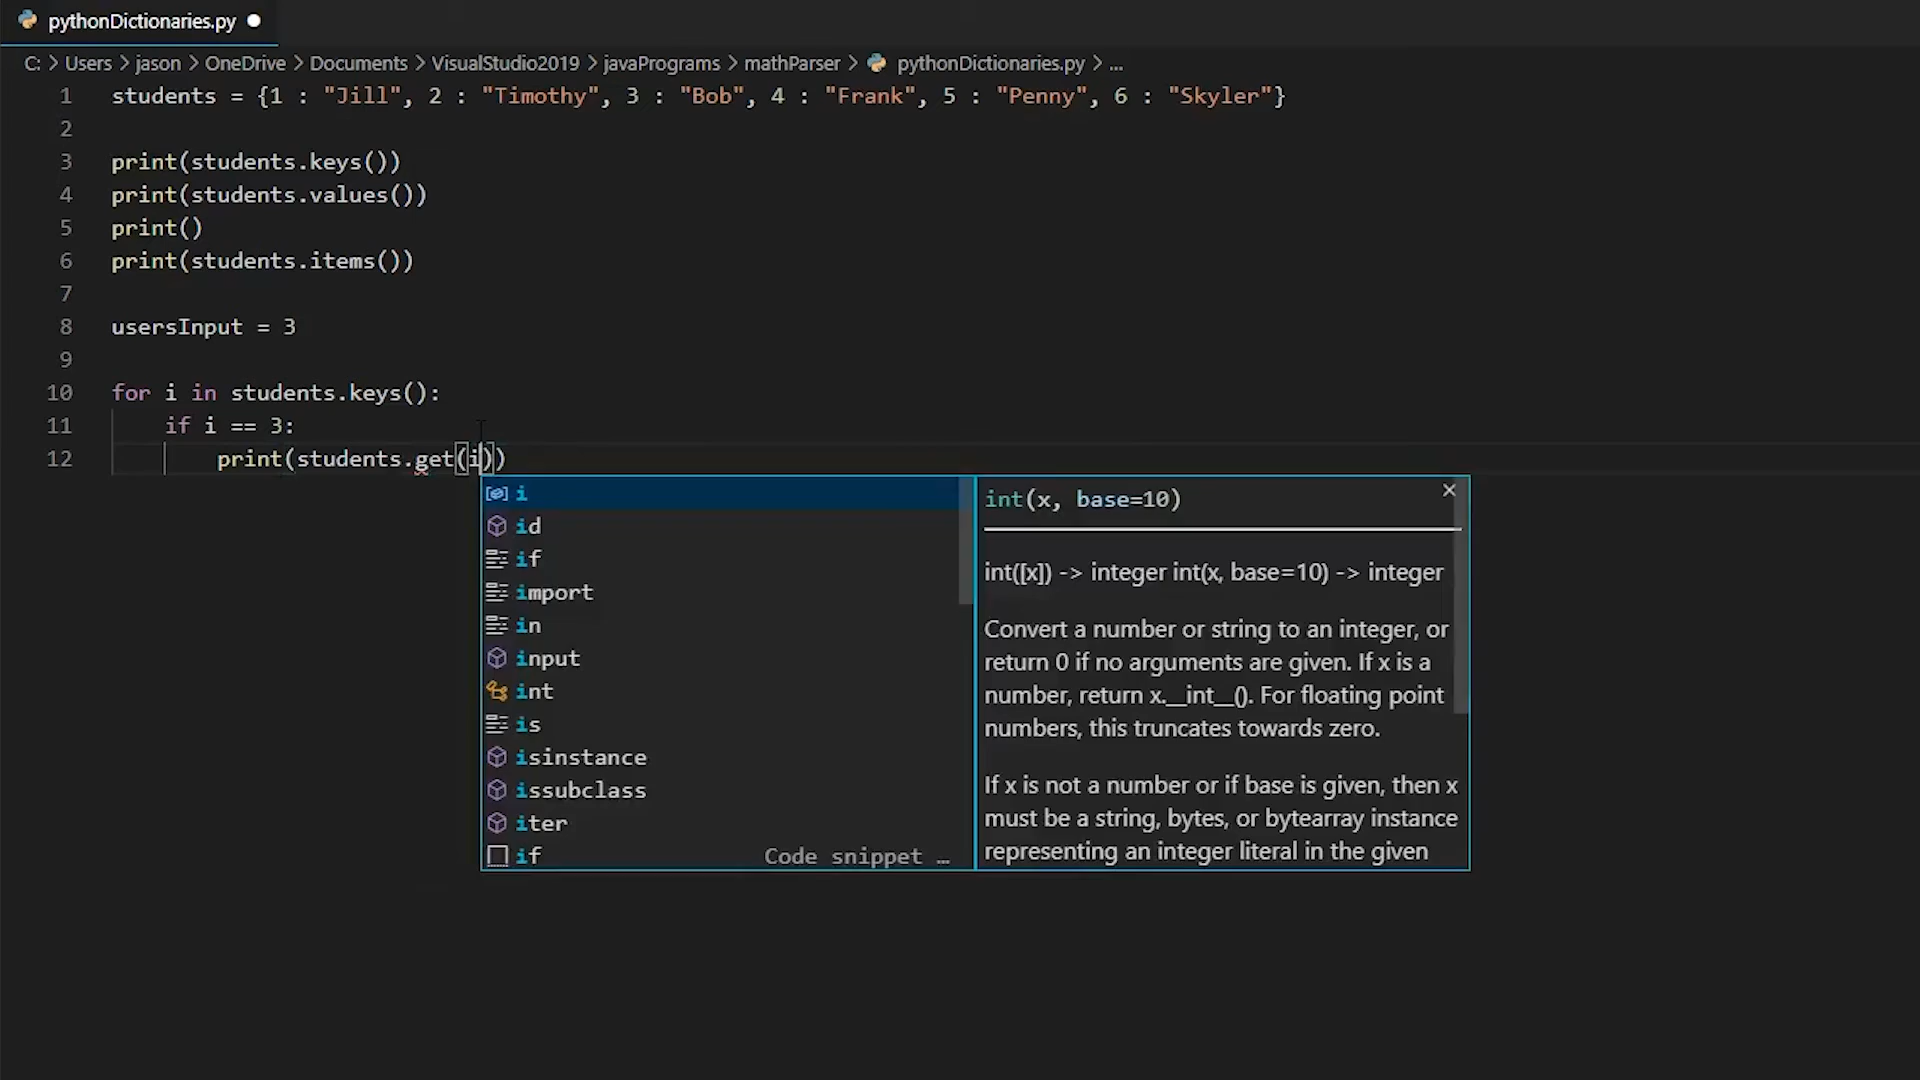 pythonDictionaries.py
C: > Users > jason > OneDrive > Documents > VisualStudio2019 > javaPrograms > mathParser > pythonDictionaries.py > ...
1 students = {1 : "Jill", 2 : "Timothy", 3 : "Bob", 4 : "Frank", 5 : "Penny", 6 : "Skyler"}
2
3 print(students.keys())
4 print(students.values())
5 print()
6 print(students.items())
7
8 usersInput = 3
9
10 for i in students.keys():
11 if i == 3:
12 print(students.get(i))
i
id
if
import
in
input
int
is
isinstance
issubclass
iter
if Code snippet …
int(x, base=10)
int([x]) -> integer int(x, base=10) -> integer
Convert a number or string to an integer, or
return 0 if no arguments are given. If x is a
number, return x.__int__(). For floating point
numbers, this truncates towards zero.
If x is not a number or if base is given, then x
must be a string, bytes, or bytearray instance
representing an integer literal in the given